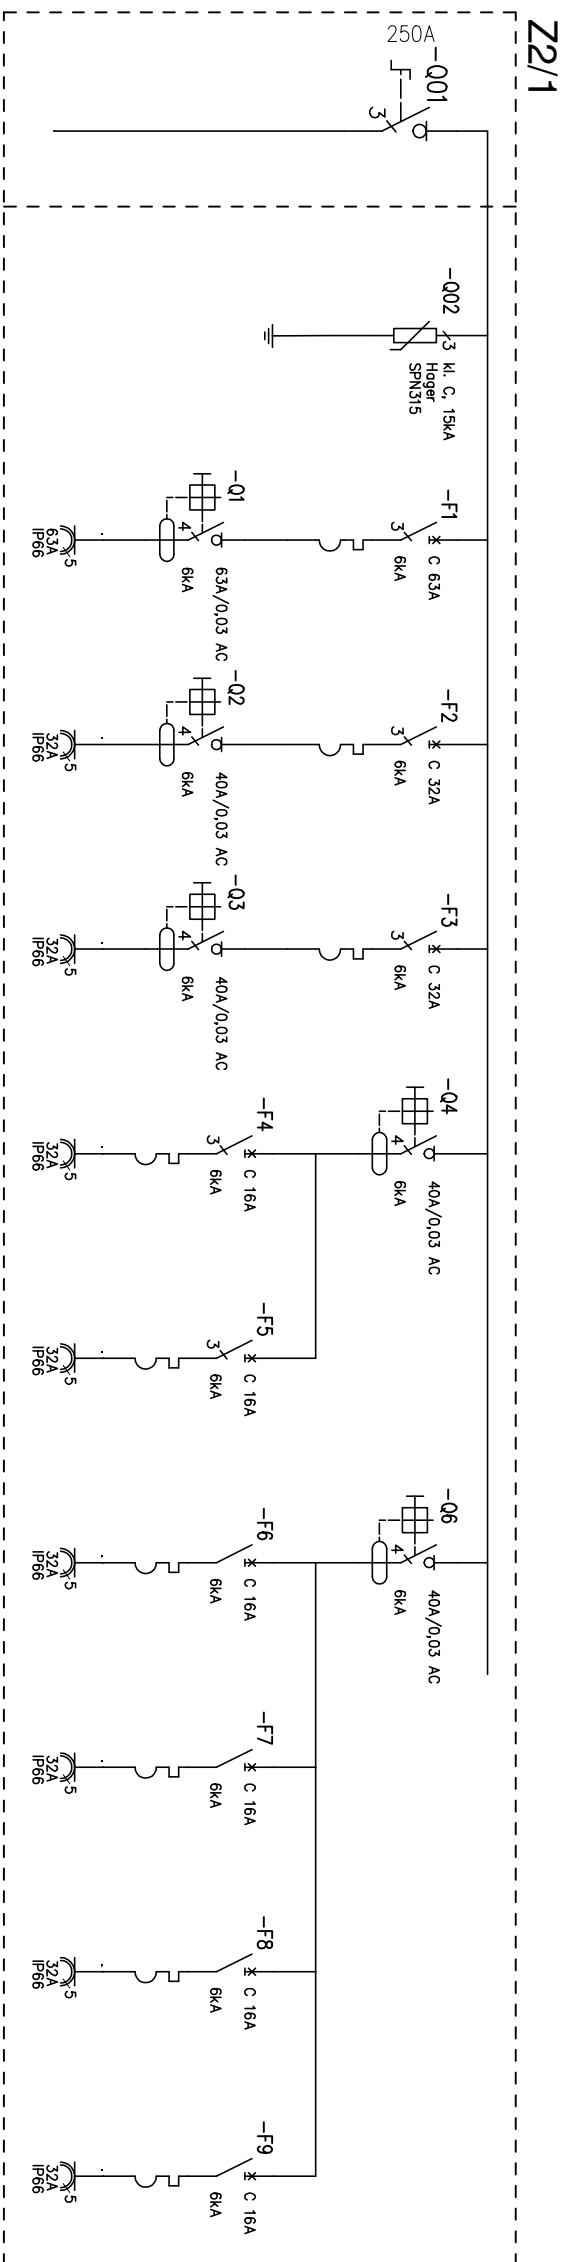 Z2/1
250A
-Q01
3
-Q02
3
kl. C, 15kA
Hager
SPN315
-F1
3
C 63A
6kA
-Q1
4
63A/0,03 AC
6kA
5
63A
IP66
-F2
3
C 32A
6kA
-Q2
4
40A/0,03 AC
6kA
5
32A
IP66
-F3
3
C 32A
6kA
-Q3
4
40A/0,03 AC
6kA
5
32A
IP66
-Q4
4
40A/0,03 AC
6kA
-F4
3
C 16A
6kA
5
32A
IP66
-F5
3
C 16A
6kA
5
32A
IP66
-Q6
4
40A/0,03 AC
6kA
-F6
C 16A
6kA
5
32A
IP66
-F7
C 16A
6kA
5
32A
IP66
-F8
C 16A
6kA
5
32A
IP66
-F9
C 16A
6kA
5
32A
IP66